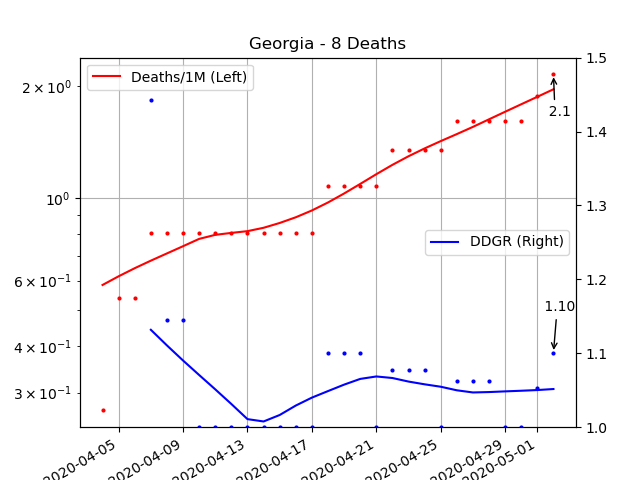 Georgia - 8 Deaths
Deaths/1M (Left)
DDGR (Right)
2.1
1.10
2 × 10⁰
10⁰
6 × 10⁻¹
4 × 10⁻¹
3 × 10⁻¹
1.5
1.4
1.3
1.2
1.1
1.0
2020-04-05
2020-04-09
2020-04-13
2020-04-17
2020-04-21
2020-04-25
2020-04-29
2020-05-01